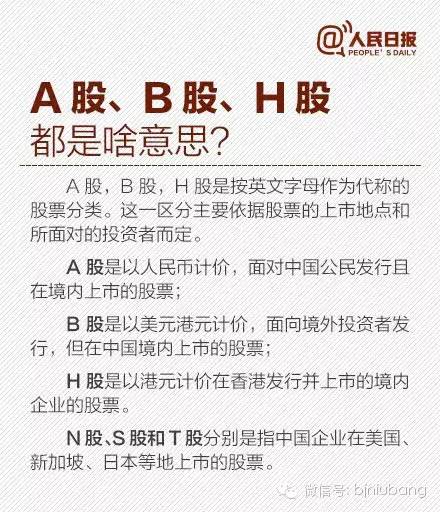 @人民日报
PEOPLE'S DAILY
A 股、B 股、H 股
都是啥意思？
A 股，B 股，H 股是按英文字母作为代称的
股票分类。这一区分主要依据股票的上市地点和
所面对的投资者而定。
A 股是以人民币计价，面对中国公民发行且
在境内上市的股票；
B 股是以美元港元计价，面向境外投资者发
行，但在中国境内上市的股票；
H 股是以港元计价在香港发行并上市的境内
企业的股票。
N 股、S 股和 T 股分别是指中国企业在美国、
新加坡、日本等地上市的股票。
微信号: bjniubang